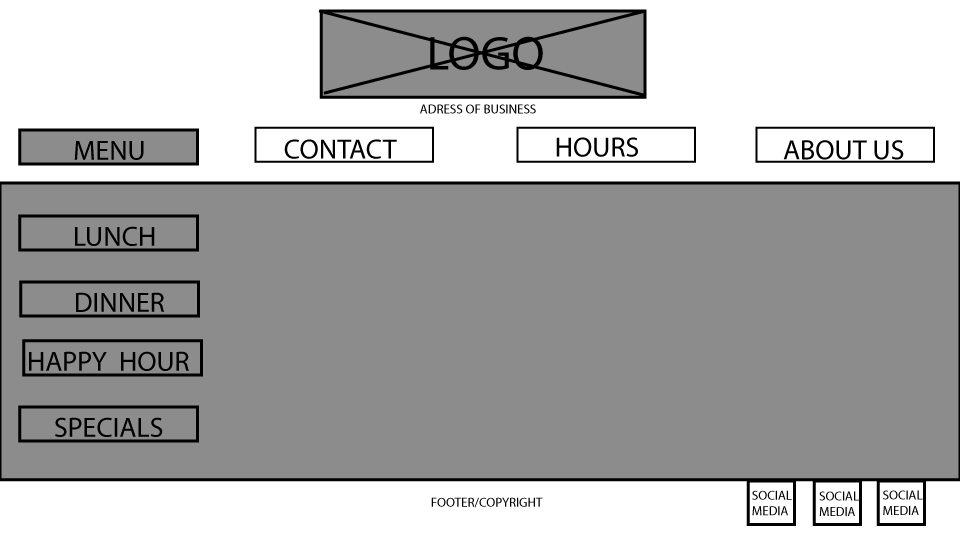 LOGO
ADRESS OF BUSINESS
MENU
CONTACT
HOURS
ABOUT US
LUNCH
DINNER
HAPPY HOUR
SPECIALS
FOOTER/COPYRIGHT
SOCIAL
MEDIA
SOCIAL
MEDIA
SOCIAL
MEDIA